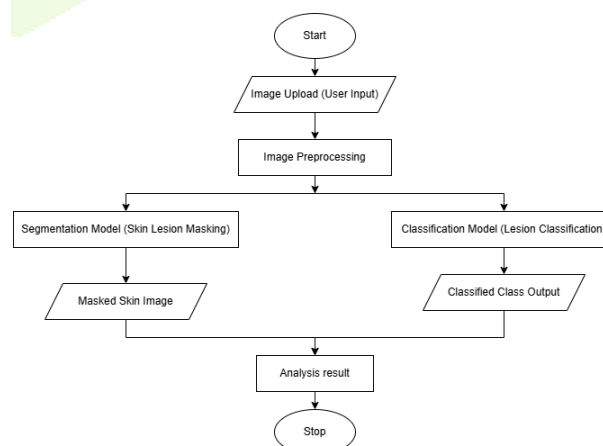 Start
Image Upload (User Input)
Image Preprocessing
Segmentation Model (Skin Lesion Masking)
Classification Model (Lesion Classification)
Masked Skin Image
Classified Class Output
Analysis result
Stop